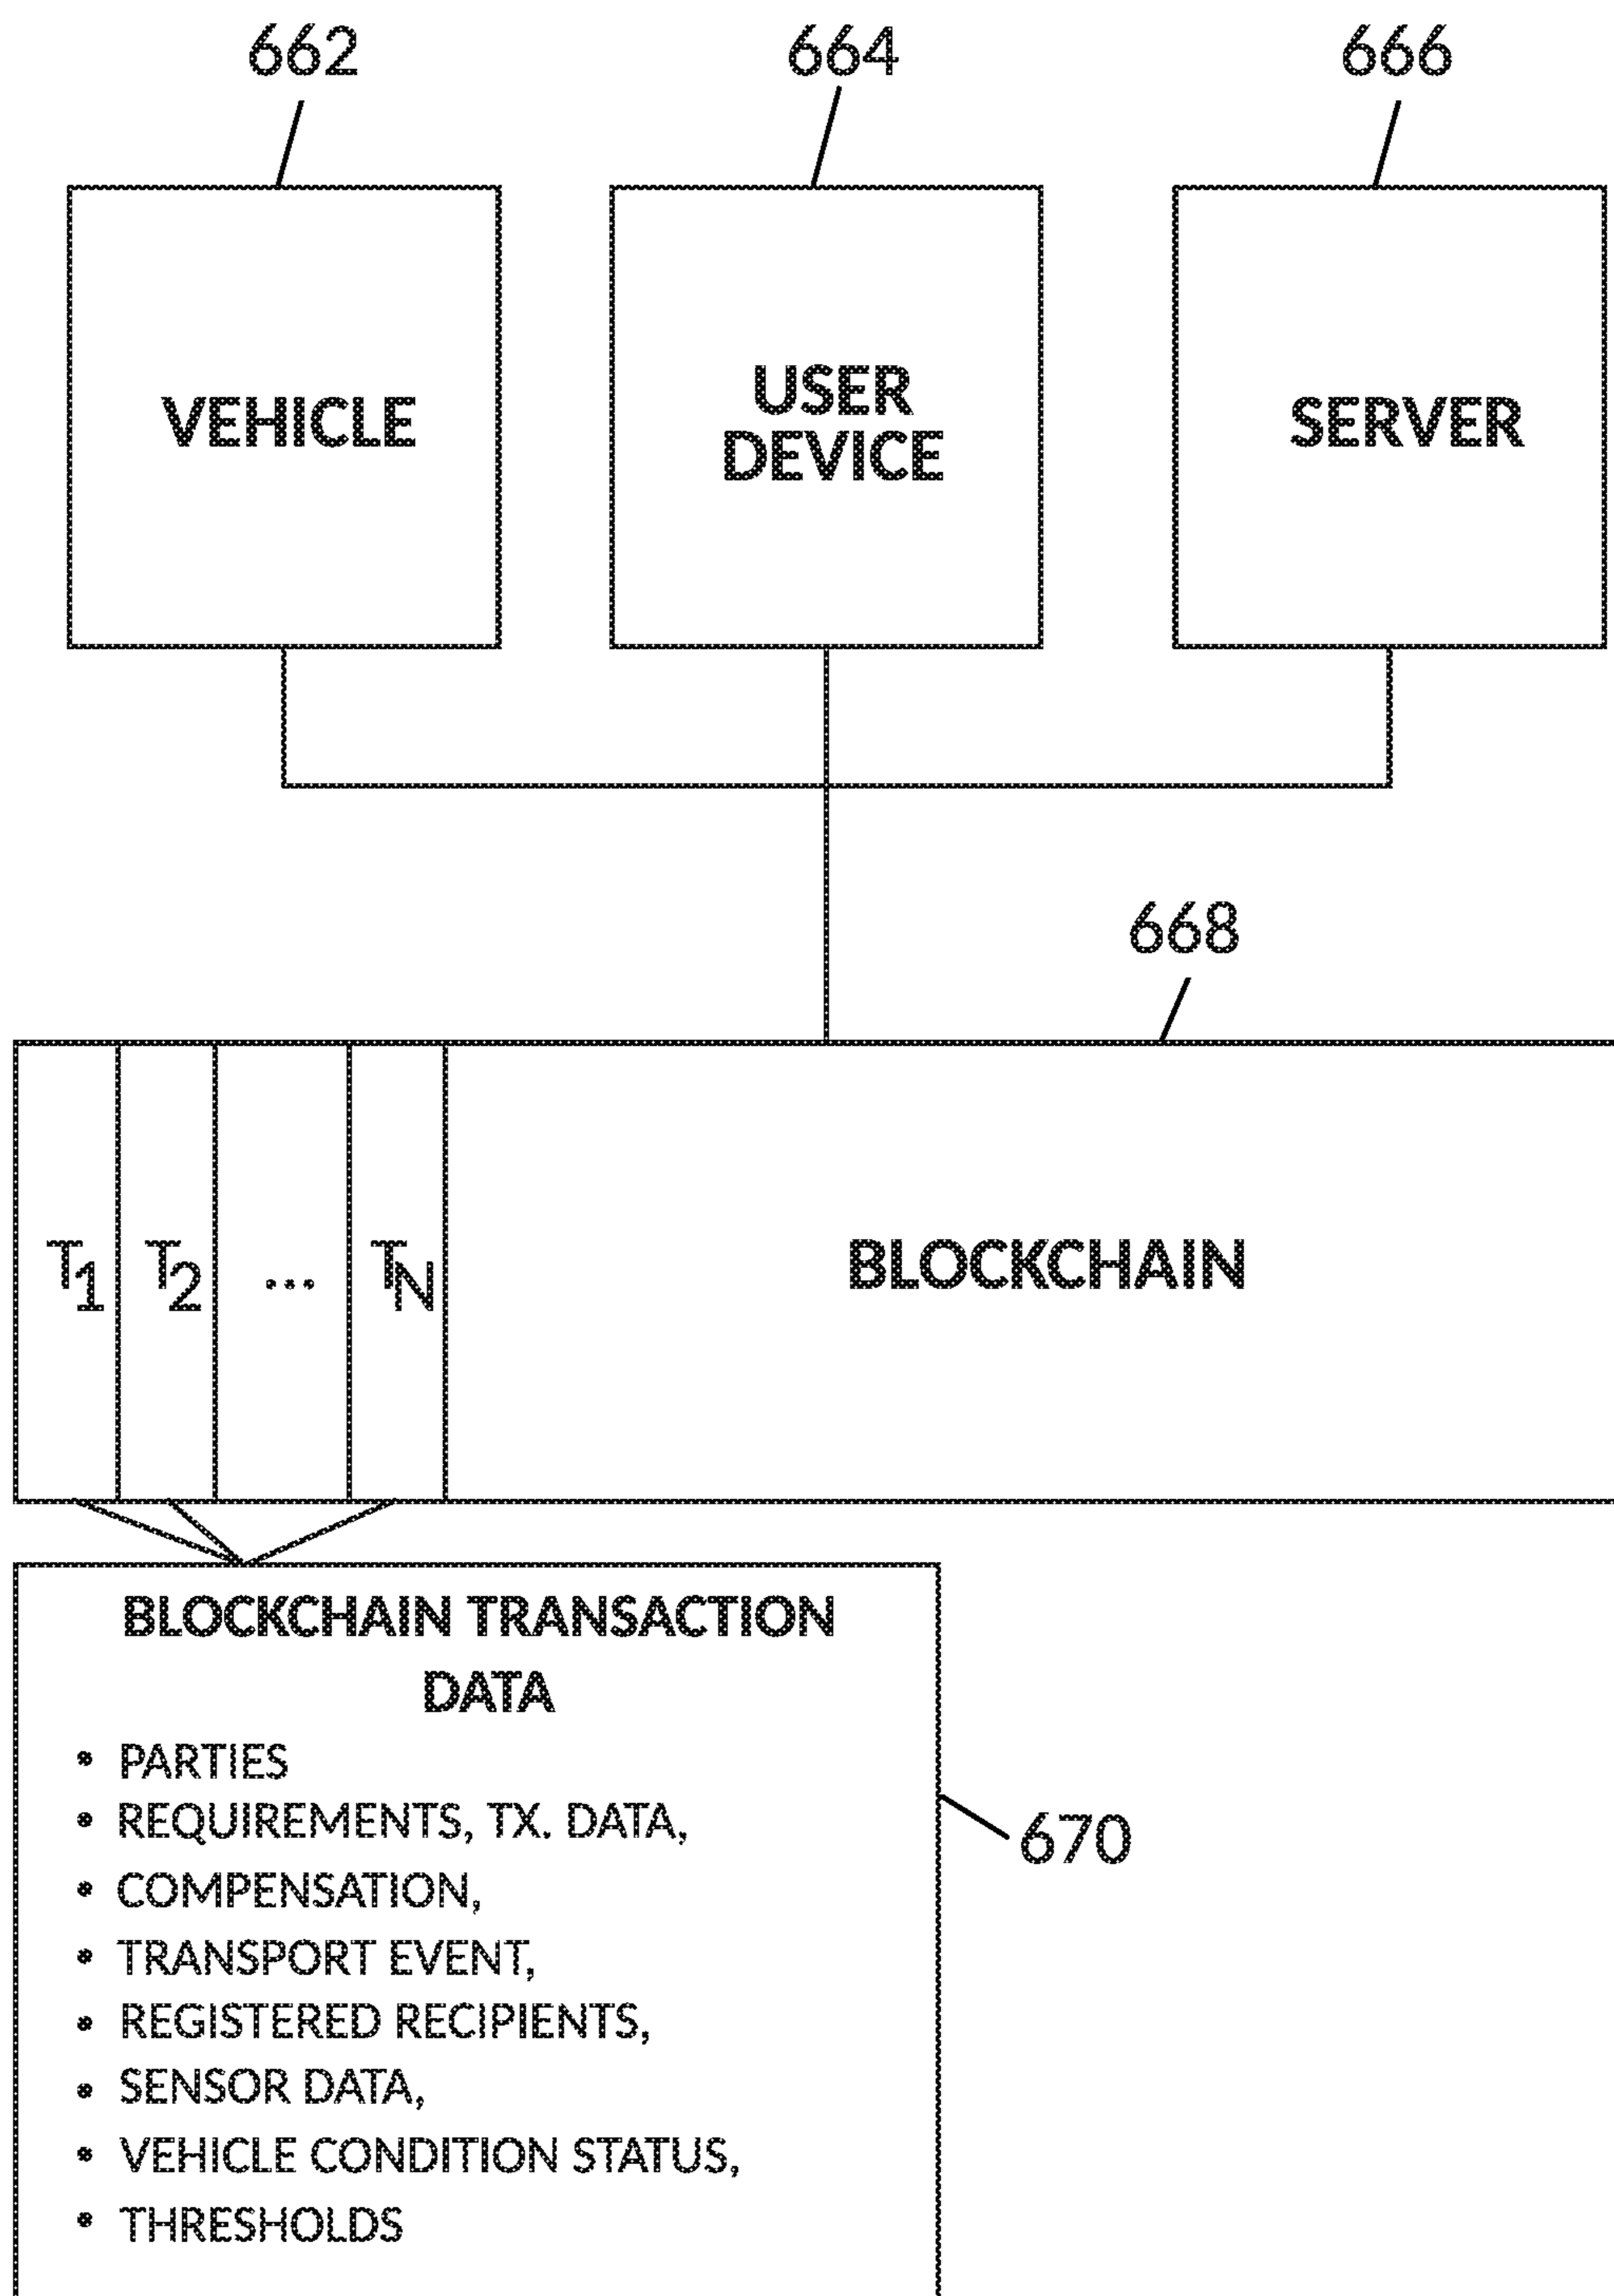 662
664
666
VEHICLE
USER
DEVICE
SERVER
668
T1
T2
...
TN
BLOCKCHAIN
BLOCKCHAIN TRANSACTION
DATA
• PARTIES
• REQUIREMENTS, TX. DATA,
• COMPENSATION,
• TRANSPORT EVENT,
• REGISTERED RECIPIENTS,
• SENSOR DATA,
• VEHICLE CONDITION STATUS,
• THRESHOLDS
670